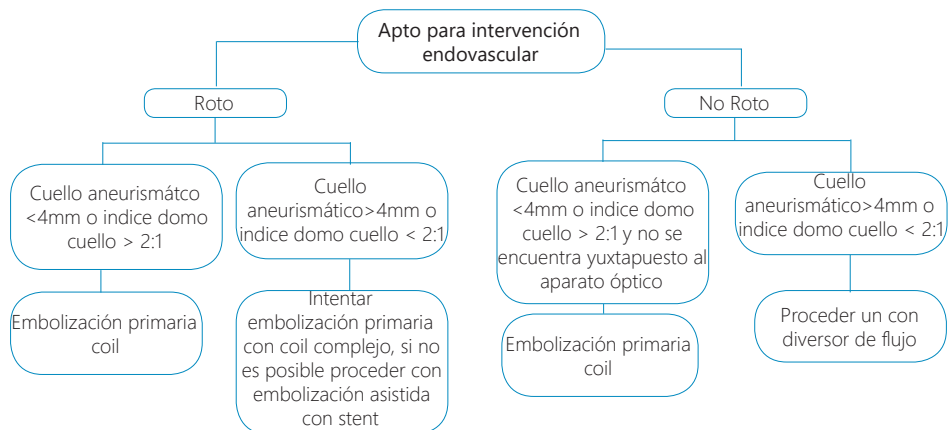 Apto para intervención
endovascular
Roto
No Roto
Cuello aneurismátco
<4mm o indice domo
cuello > 2:1
Cuello
aneurismático>4mm o
indice domo cuello < 2:1
Cuello aneurismátco
<4mm o indice domo
cuello > 2:1 y no se
encuentra yuxtapuesto al
aparato óptico
Cuello
aneurismático>4mm o
indice domo cuello < 2:1
Embolización primaria
coil
Intentar
embolización primaria
con coil complejo, si no
es posible proceder con
embolización asistida
con stent
Embolización primaria
coil
Proceder un con
diversor de flujo